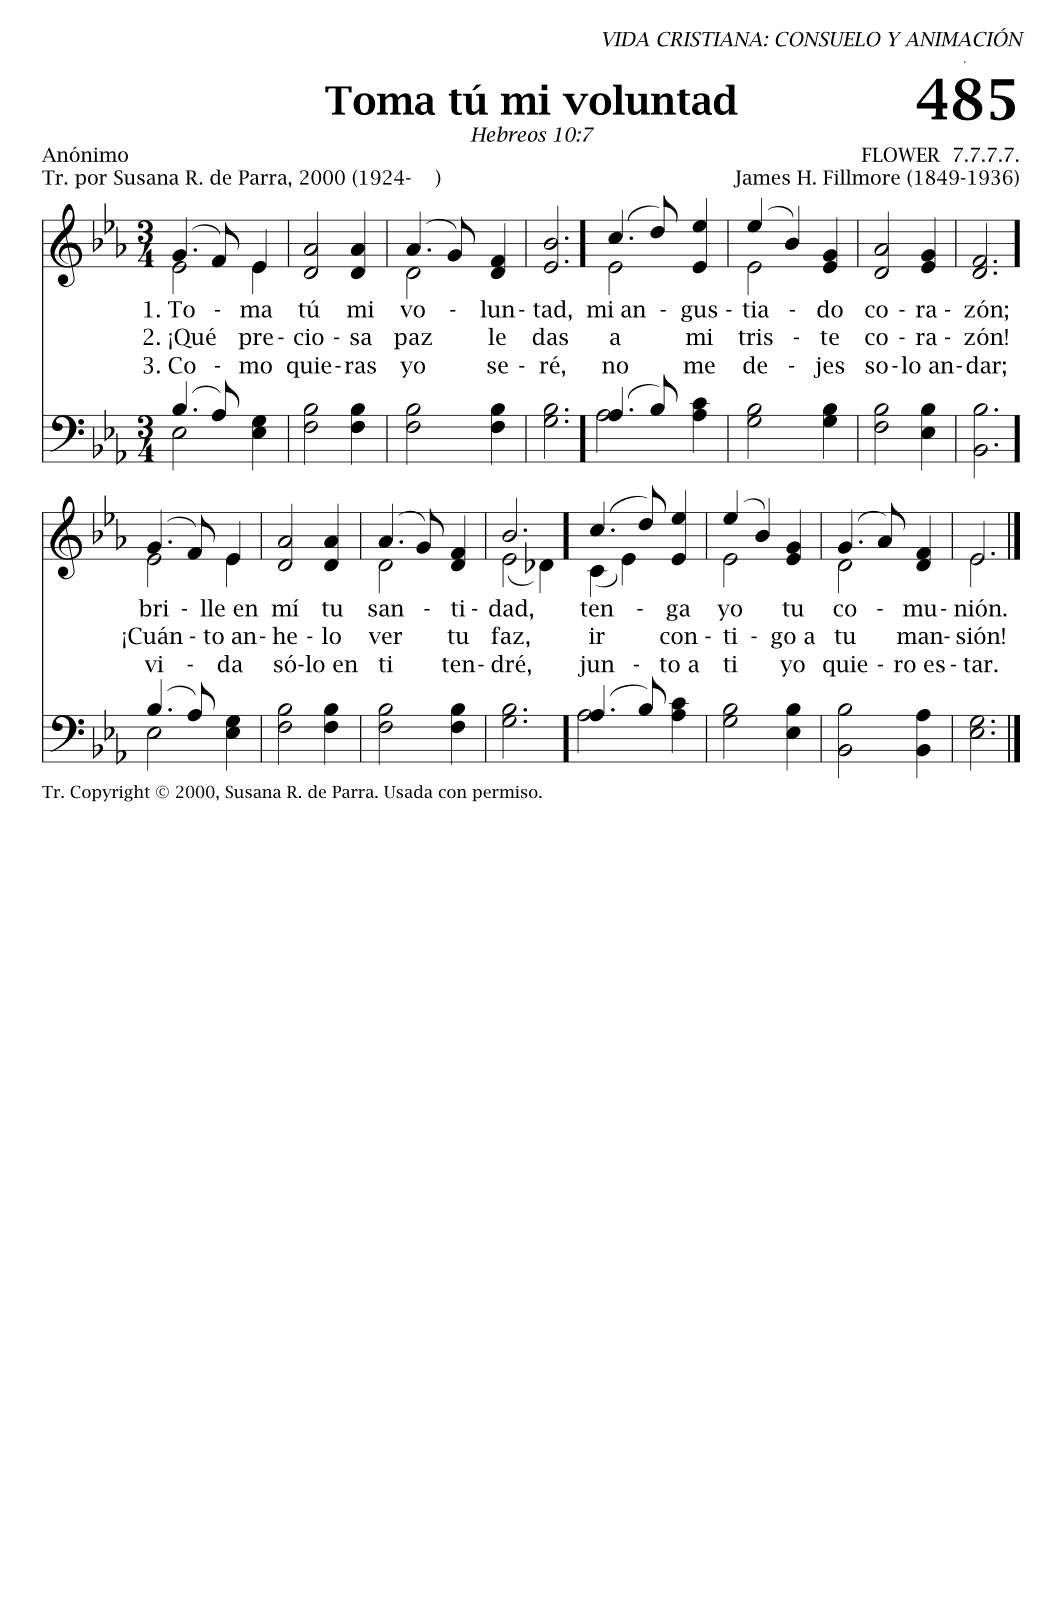 VIDA CRISTIANA: CONSUELO Y ANIMACIÓN
Toma tú mi voluntad 485
Hebreos 10:7
Anónimo FLOWER 7.7.7.7.
Tr. por Susana R. de Parra, 2000 (1924- ) James H. Fillmore (1849-1936)
3 4
1. To - ma tú mi vo - lun - tad, mi an - gus - tia - do co - ra - zón;
2. ¡Qué pre - cio - sa paz le das a mi tris - te co - ra - zón!
3. Co - mo quie - ras yo se - ré, no me de - jes so - lo an - dar;
3 4
bri - lle en mí tu san - ti - dad, ten - ga yo tu co - mu - nión.
¡Cuán - to an - he - lo ver tu faz, ir con - ti - go a tu man - sión!
vi - da só - lo en ti ten - dré, jun - to a ti yo quie - ro es - tar.
Tr. Copyright © 2000, Susana R. de Parra. Usada con permiso.